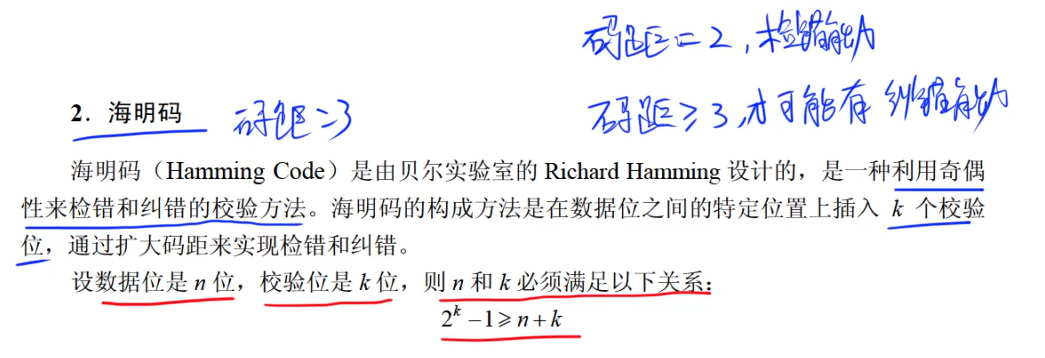 码距=2,检错能力
2．海明码 码距=3
码距≥3,才可能有纠错能力
海明码（Hamming Code）是由贝尔实验室的 Richard Hamming 设计的，是一种利用奇偶
性来检错和纠错的校验方法。海明码的构成方法是在数据位之间的特定位置上插入 k 个校验
位，通过扩大码距来实现检错和纠错。
设数据位是 n 位，校验位是 k 位，则 n 和 k 必须满足以下关系：
2ᵏ −1≥n+k